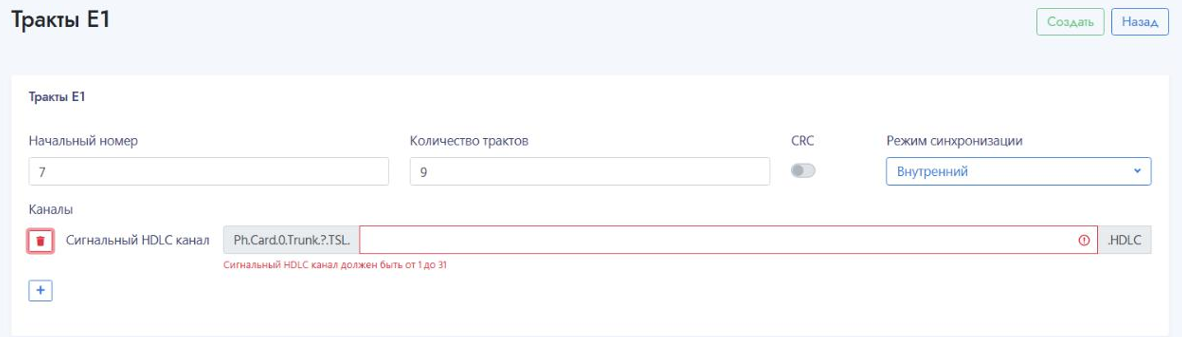 Тракты E1
Создать
Назад
Тракты E1
Начальный номер
Количество трактов
CRC
Режим синхронизации
7
9
Внутренний
Каналы
Сигнальный HDLC канал
Ph.Card.0.Trunk.?.TSL.
.HDLC
Сигнальный HDLC канал должен быть от 1 до 31
+